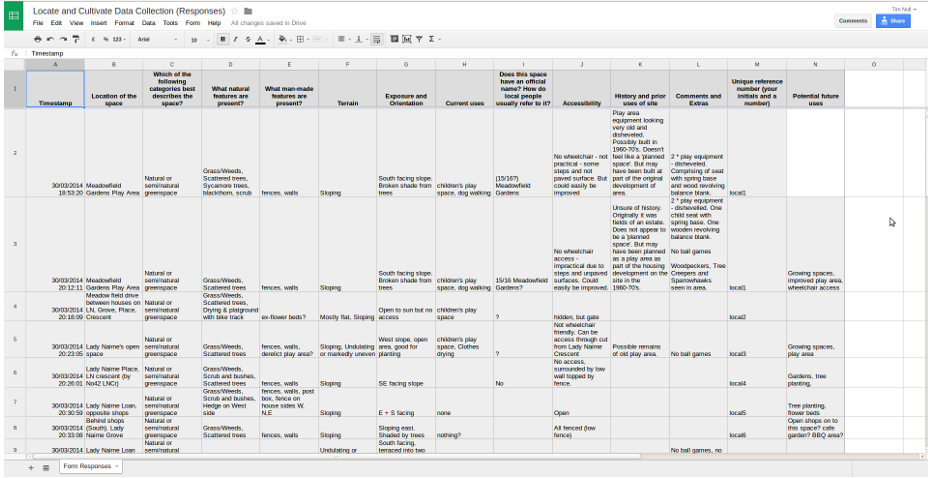 Locate and Cultivate Data Collection (Responses)
Tim Null
File Edit View Insert Format Data Tools Form Help All changes saved in Drive
Comments Share
£ % 123 Arial 10 B I S A
fx Timestamp
A B C D E F G H I J K L M N O
1
Timestamp
Location of the
space
Which of the
following
categories best
describes the
space?
What natural
features are
present?
What man-made
features are
present?
Terrain
Exposure and
Orientation
Current uses
Does this space
have an official
name? How do
local people
usually refer to it?
Accessibility
History and prior
uses of site
Comments and
Extras
Unique reference
number (your
initials and a
number)
Potential future
uses
2
30/03/2014
18:53:20
Meadowfield
Gardens Play Area
Natural or
semi/natural
greenspace
Grass/Weeds,
Scattered trees,
Sycamore trees,
blackthorn, scrub
fences, walls
Sloping
South facing slope.
Broken shade from
trees
children's play
space, dog walking
(15/16?)
Meadowfield
Gardens
No wheelchair - not
practical - some
steps and not
paved surface. But
could be easily
improved
Play area
equipment looking
very old and
disheveled.
Possibly built in
1960-70's. Doesn't
feel like a 'planned
space'. But may
have been built at
part of the original
development of
area.
2 * play equipment
- dishevelled.
Comprising of seat
with spring base
and wood revolving
balance blank.
local1
3
30/03/2014
20:12:11
Meadowfield
Gardens Play Area
Natural or
semi/natural
greenspace
Grass/Weeds,
Scattered trees
fences, walls
Sloping
South facing slope.
Broken shade from
trees
children's play
space, dog walking
15/16 Meadowfield
Gardens?
No wheelchair
access -
impractical due to
steps and unpaved
surfaces. Could
easily be improved.
Unsure of history.
Originally it was
fields of an estate.
Does not appear to
be a 'planned
space'. But may
have been planned
as a play area as
part of the housing
development on the
site in the
1960-70's.
2 * play equipment
- dishevelled. One
child seat with
spring base. One
wooden revolving
balance blank.
No ball games
Woodpeckers, Tree
Creepers and
Sparrowhawks
seen in area.
local1
Growing spaces,
improved play area,
wheelchair access
4
30/03/2014
20:18:09
Meadow field drive
between houses on
LN, Grove, Place,
Crescent
Natural or
semi/natural
greenspace
Grass/Weeds,
Scattered trees,
Drying & platground
with bike track
ex-flower beds?
Mostly flat, Sloping
Open to sun but no
access
children's play
space
?
hidden, but gate
local2
5
30/03/2014
20:23:05
Lady Nairne's open
space
Natural or
semi/natural
greenspace
Grass/Weeds,
Scattered trees
fences, walls,
derelict play area?
Sloping, Undulating
or markedly uneven
West slope, open
area, good for
planting
children's play
space, Clothes
drying
?
Not wheelchair
friendly. Can be
access through cut
from Lady Nairne
Crescent
Possible remains
of old play area.
No ball games
local3
Growing spaces,
play area
6
30/03/2014
20:26:01
Lady Nairne Place,
LN crescent (by
No42 LNCr)
Natural or
semi/natural
greenspace
Grass/Weeds,
Scrub and bushes,
Scattered trees
fences, walls
Sloping
SE facing slope
No
No access,
surrounded by low
wall topped by
fence.
local4
Gardens, tree
planting,
7
30/03/2014
20:30:59
Lady Nairne Loan,
opposite shops
Natural or
semi/natural
greenspace
Grass/Weeds,
Scrub and bushes,
Hedge on West
side
fences, walls, post
box, fence on
house sides W,
N,E
Sloping
E + S facing
none
Open
local5
Tree planting,
flower beds
8
30/03/2014
20:33:08
Behind shops
(South). Lady
Nairne Grove
Natural or
semi/natural
greenspace
Grass/Weeds,
Scattered trees
fences, walls
Sloping
Sloping east.
Shaded by trees
nothing?
All fenced (low
fence)
local6
Open shops on to
this space? cafe
garden? BBQ area?
9
30/03/2014
Lady Nairne Loan
Natural or
semi/natural
Grass/Weeds,
Scrub and bushes,
Undulating or
South facing,
terraced into two
No ball games, no
Form Responses